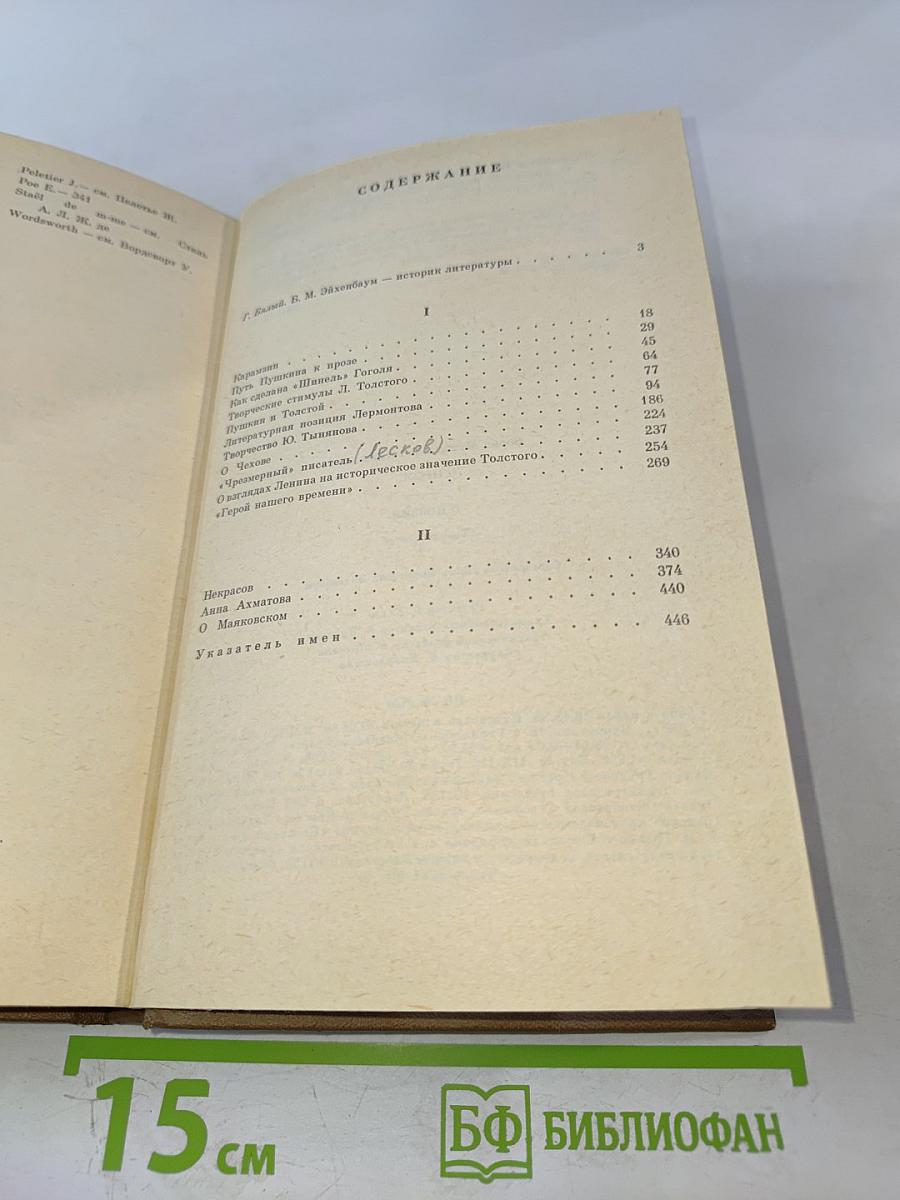 Peletier J. — см. Пелетье Ж.
Poe E. — 341
Staël de m-me — см. Сталь
А. Л. Ж. де
Wordsworth — см. Вордсворт У.
СОДЕРЖАНИЕ
Г. Бялый. Б. М. Эйхенбаум — историк литературы . . . . . . 3
I
Карамзин . . . . . . . . . . 18
Путь Пушкина к прозе . . . . . . . . . . 29
Как сделана «Шинель» Гоголя . . . . . . . . . . 45
Творческие стимулы Л. Толстого . . . . . . . . . . 64
Пушкин и Толстой . . . . . . . . . . 77
Литературная позиция Лермонтова . . . . . . . . . . 94
Творчество Ю. Тынянова . . . . . . . . . . 186
О Чехове . . . . . . . . . . 224
«Чрезмерный» писатель (Лесков) . . . . . . . . . . 237
О взглядах Ленина на историческое значение Толстого . . . . . 254
«Герой нашего времени» . . . . . . . . . . 269
II
Некрасов . . . . . . . . . . 340
Анна Ахматова . . . . . . . . . . 374
О Маяковском . . . . . . . . . . 440
Указатель имен . . . . . . . . . . 446
15 см
БФ БИБЛИОФАН